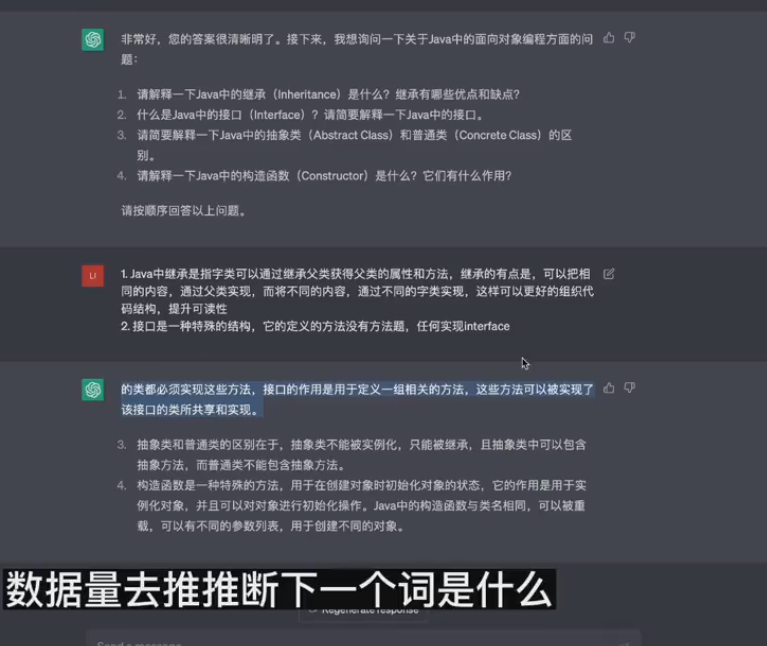 非常好，您的答案很清晰明了。接下来，我想询问一下关于Java中的面向对象编程方面的问
题：
1. 请解释一下Java中的继承（Inheritance）是什么？继承有哪些优点和缺点？
2. 什么是Java中的接口（Interface）？请简要解释一下Java中的接口。
3. 请简要解释一下Java中的抽象类（Abstract Class）和普通类（Concrete Class）的区
别。
4. 请解释一下Java中的构造函数（Constructor）是什么？它们有什么作用？
请按顺序回答以上问题。
LI
1. Java中继承是指字类可以通过继承父类获得父类的属性和方法，继承的有点是，可以把相
同的内容，通过父类实现，而将不同的内容，通过不同的字类实现，这样可以更好的组织代
码结构，提升可读性
2. 接口是一种特殊的结构，它的定义的方法没有方法题，任何实现interface
的类都必须实现这些方法，接口的作用是用于定义一组相关的方法，这些方法可以被实现了
该接口的类所共享和实现。
3. 抽象类和普通类的区别在于，抽象类不能被实例化，只能被继承，且抽象类中可以包含
抽象方法，而普通类不能包含抽象方法。
4. 构造函数是一种特殊的方法，用于在创建对象时初始化对象的状态，它的作用是用于实
例化对象，并且可以对对象进行初始化操作。Java中的构造函数与类名相同，可以被重
载，可以有不同的参数列表，用于创建不同的对象。
数据量去推推断下一个词是什么
Regenerate response
Send a message